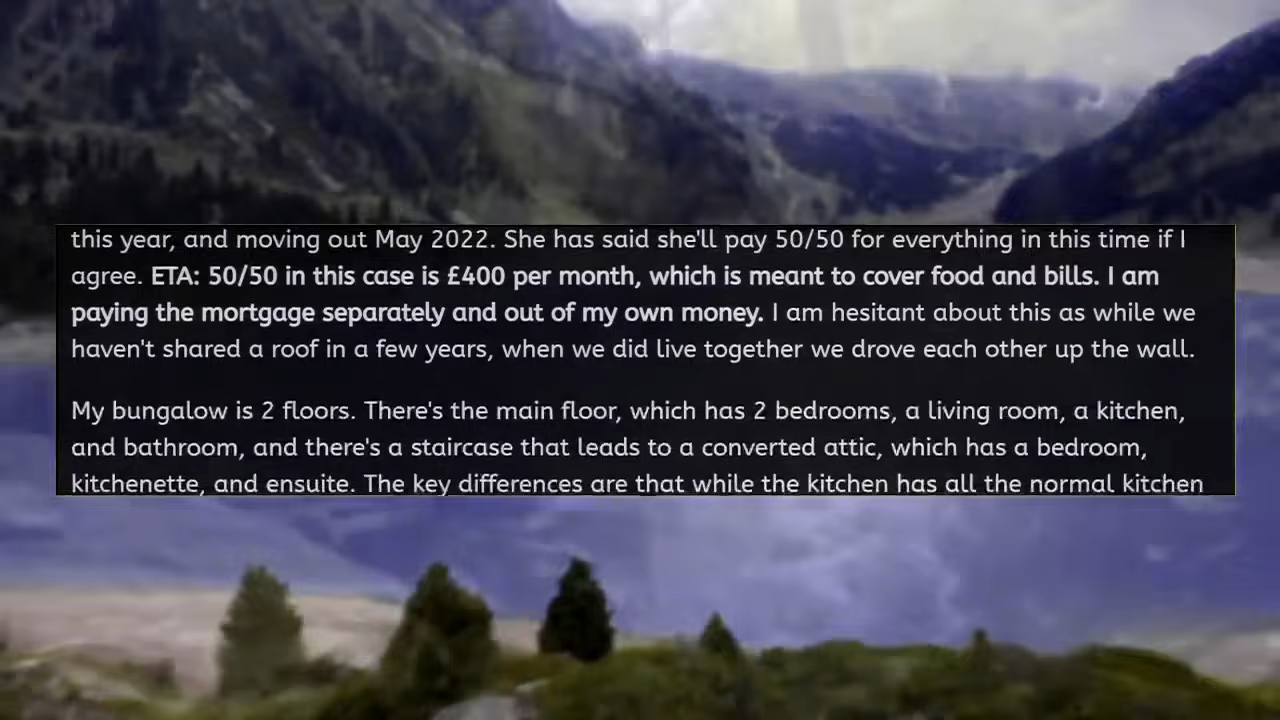 this year, and moving out May 2022. She has said she'll pay 50/50 for everything in this time if I
agree. ETA: 50/50 in this case is £400 per month, which is meant to cover food and bills. I am
paying the mortgage separately and out of my own money. I am hesitant about this as while we
haven't shared a roof in a few years, when we did live together we drove each other up the wall.
My bungalow is 2 floors. There's the main floor, which has 2 bedrooms, a living room, a kitchen,
and bathroom, and there's a staircase that leads to a converted attic, which has a bedroom,
kitchenette, and ensuite. The key differences are that while the kitchen has all the normal kitchen